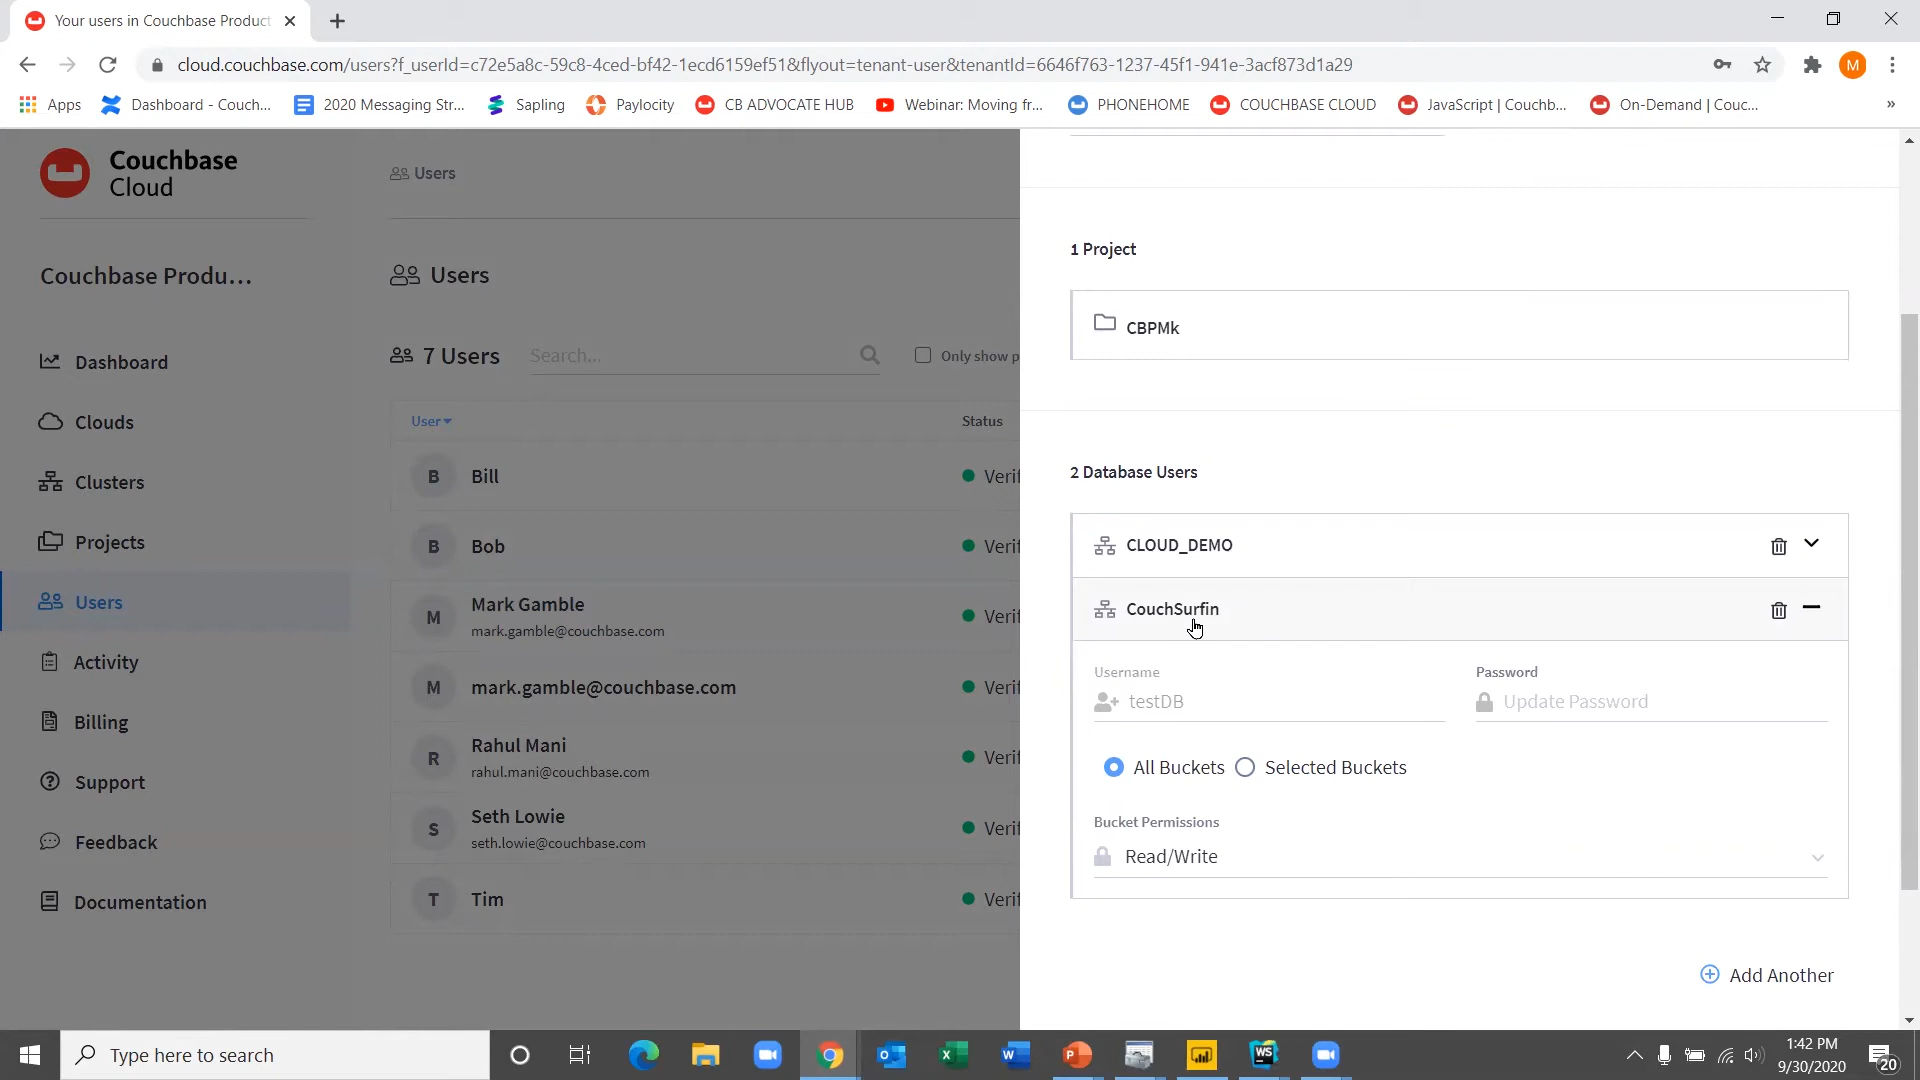 Your users in Couchbase Product
cloud.couchbase.com/users?f_userId=c72e5a8c-59c8-4ced-bf42-1ecd6159ef51&flyout=tenant-user&tenantId=6646f763-1237-45f1-941e-3acf873d1a29
M
Apps
Dashboard - Couch...
2020 Messaging Str...
Sapling
Paylocity
CB ADVOCATE HUB
Webinar: Moving fr...
PHONEHOME
COUCHBASE CLOUD
JavaScript | Couchb...
On-Demand | Couc...
»
Couchbase
Cloud
Couchbase Produ...
Dashboard
Clouds
Clusters
Projects
Users
Activity
Billing
Support
Feedback
Documentation
Users
Users
7 Users
Search...
Only show p
User
Status
B
Bill
Verif
B
Bob
Verif
M
Mark Gamble
mark.gamble@couchbase.com
Verif
M
mark.gamble@couchbase.com
Verif
R
Rahul Mani
rahul.mani@couchbase.com
Verif
S
Seth Lowie
seth.lowie@couchbase.com
Verif
T
Tim
Verif
1 Project
CBPMk
2 Database Users
CLOUD_DEMO
CouchSurfin
Username
testDB
Password
Update Password
All Buckets
Selected Buckets
Bucket Permissions
Read/Write
Add Another
Type here to search
WS
1:42 PM
9/30/2020
20